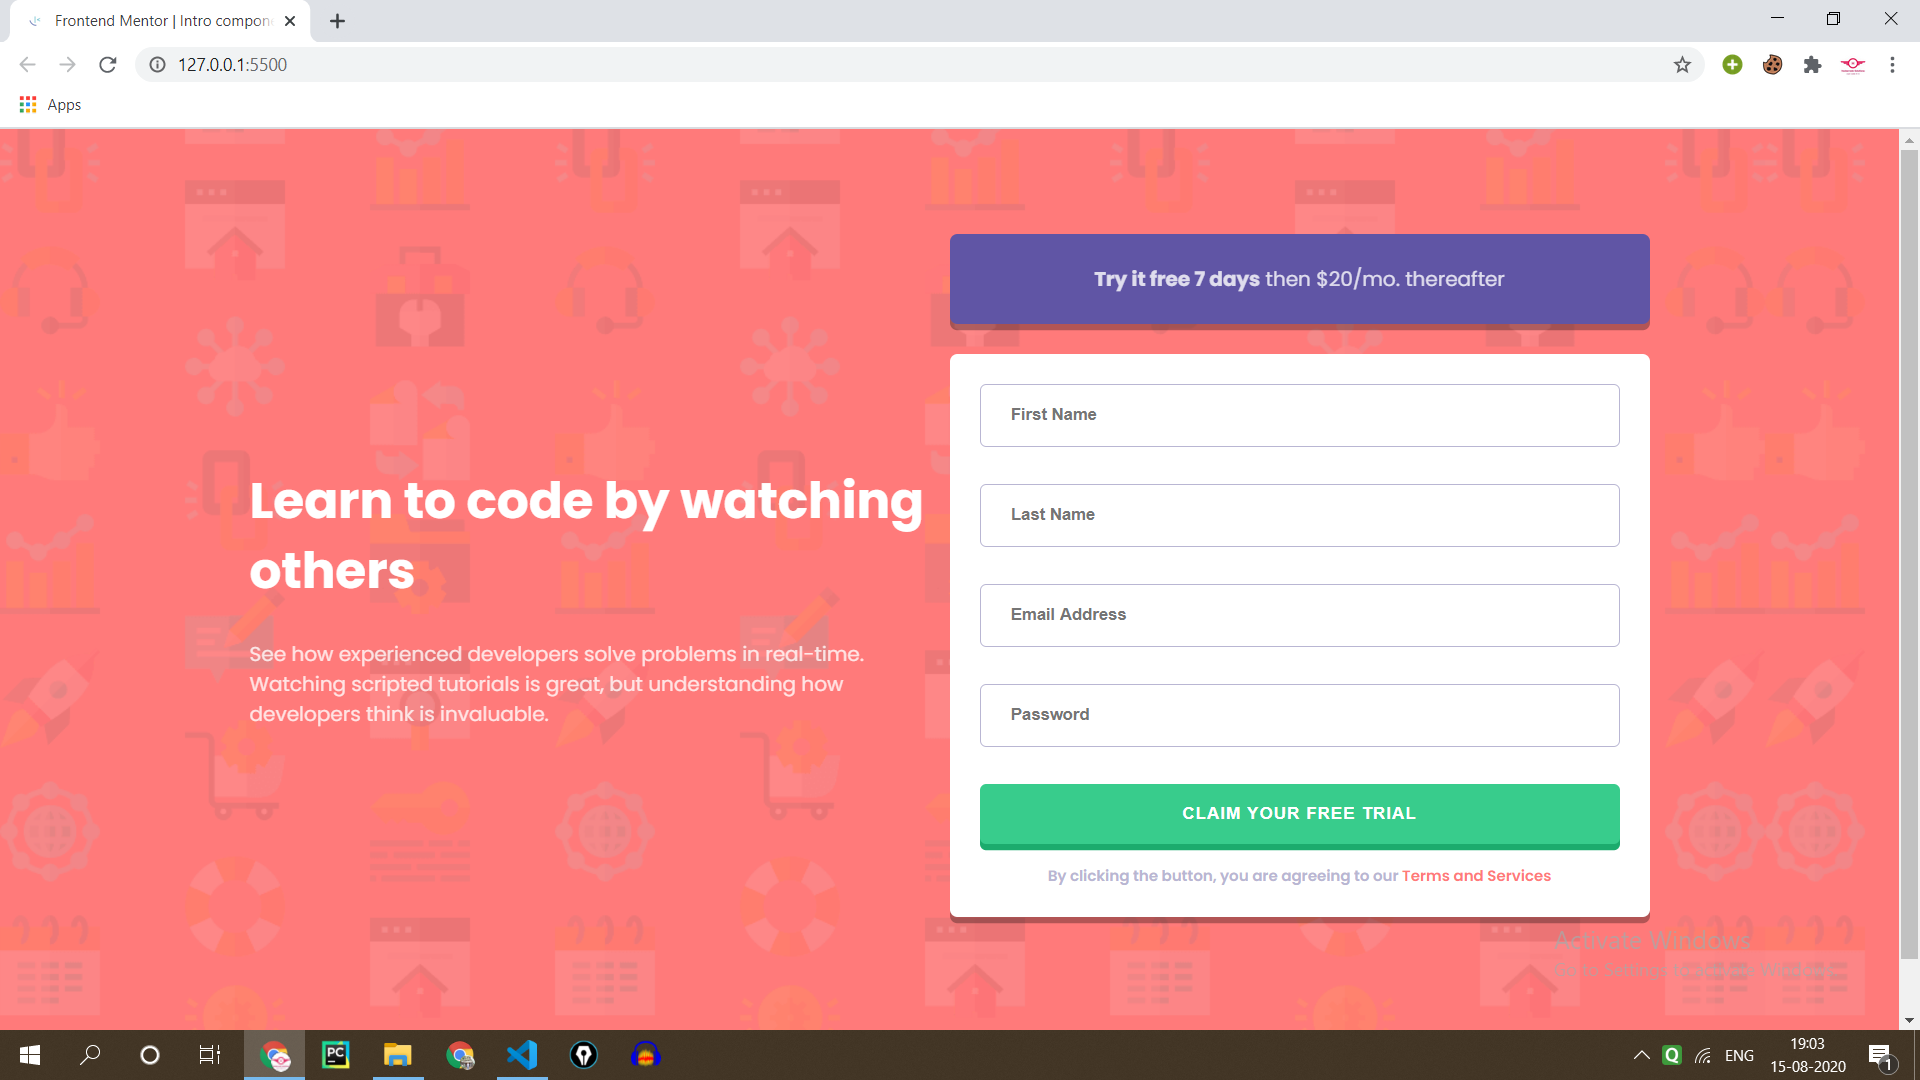 Frontend Mentor | Intro compon
127.0.0.1:5500
Apps
Try it free 7 days then $20/mo. thereafter
First Name
Last Name
Email Address
Password
CLAIM YOUR FREE TRIAL
By clicking the button, you are agreeing to our Terms and Services
Learn to code by watching
others
See how experienced developers solve problems in real-time.
Watching scripted tutorials is great, but understanding how
developers think is invaluable.
Activate Windows
Go to Settings to activate Windows.
PC
Q
ENG
19:03
15-08-2020
1